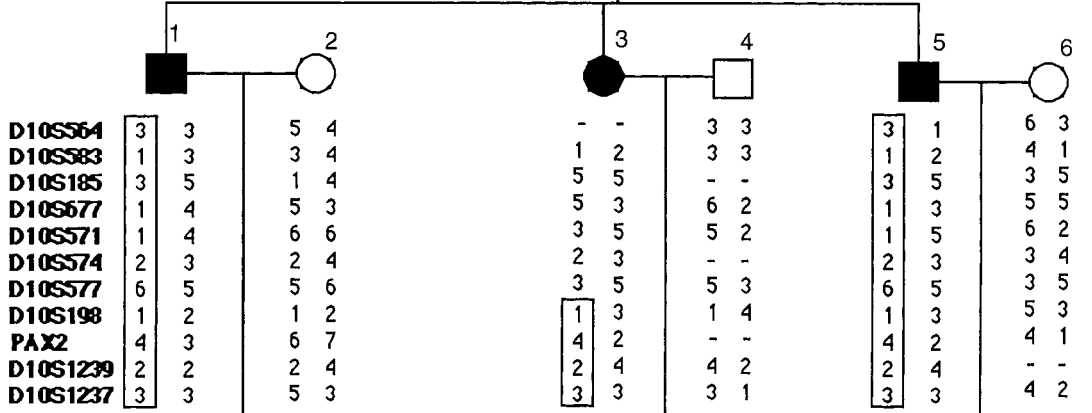 1 2 3 4 5 6
D10S564 3 3 5 4 - - 3 3 3 1 6 3
D10S583 1 3 3 4 1 2 3 3 1 2 4 1
D10S185 3 5 1 4 5 5 - - 3 5 3 5
D10S677 1 4 5 3 5 3 6 2 1 3 5 5
D10S571 1 4 6 6 3 5 5 2 1 5 6 2
D10S574 2 3 2 4 2 3 - - 2 3 3 4
D10S577 6 5 5 6 3 5 5 3 6 5 3 5
D10S198 1 2 1 2 1 3 1 4 1 3 5 3
PAX2 4 3 6 7 4 2 - - 4 2 4 1
D10S1239 2 2 2 4 2 4 4 2 2 4 - -
D10S1237 3 3 5 3 3 3 3 1 3 3 4 2